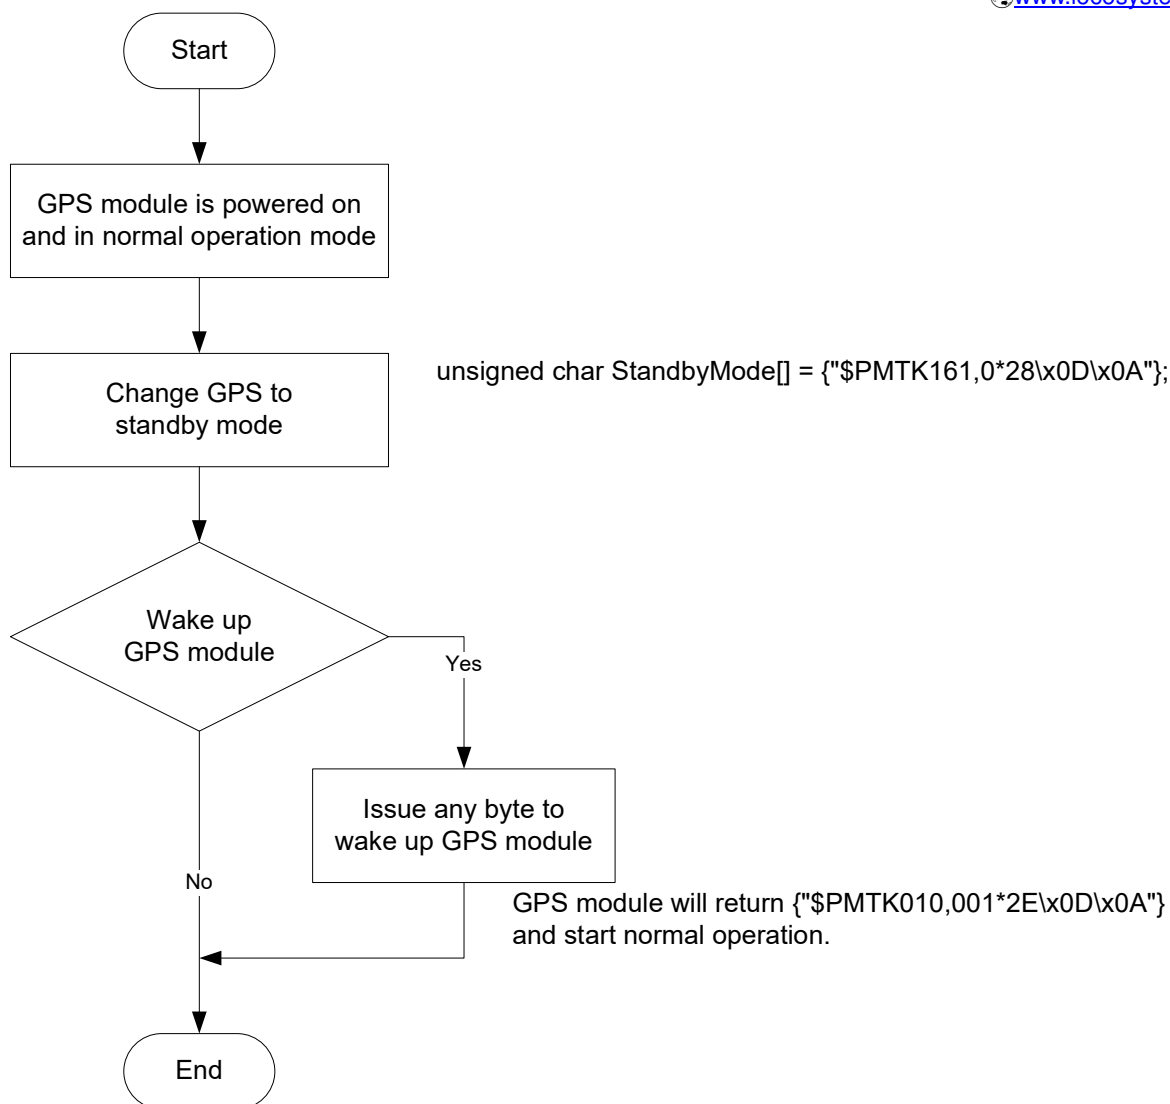 Start
GPS module is powered on
and in normal operation mode
Change GPS to
standby mode
unsigned char StandbyMode[] = {"$PMTK161,0*28\x0D\x0A"};
Wake up
GPS module
Yes
Issue any byte to
wake up GPS module
No
GPS module will return {"$PMTK010,001*2E\x0D\x0A"}
and start normal operation.
End